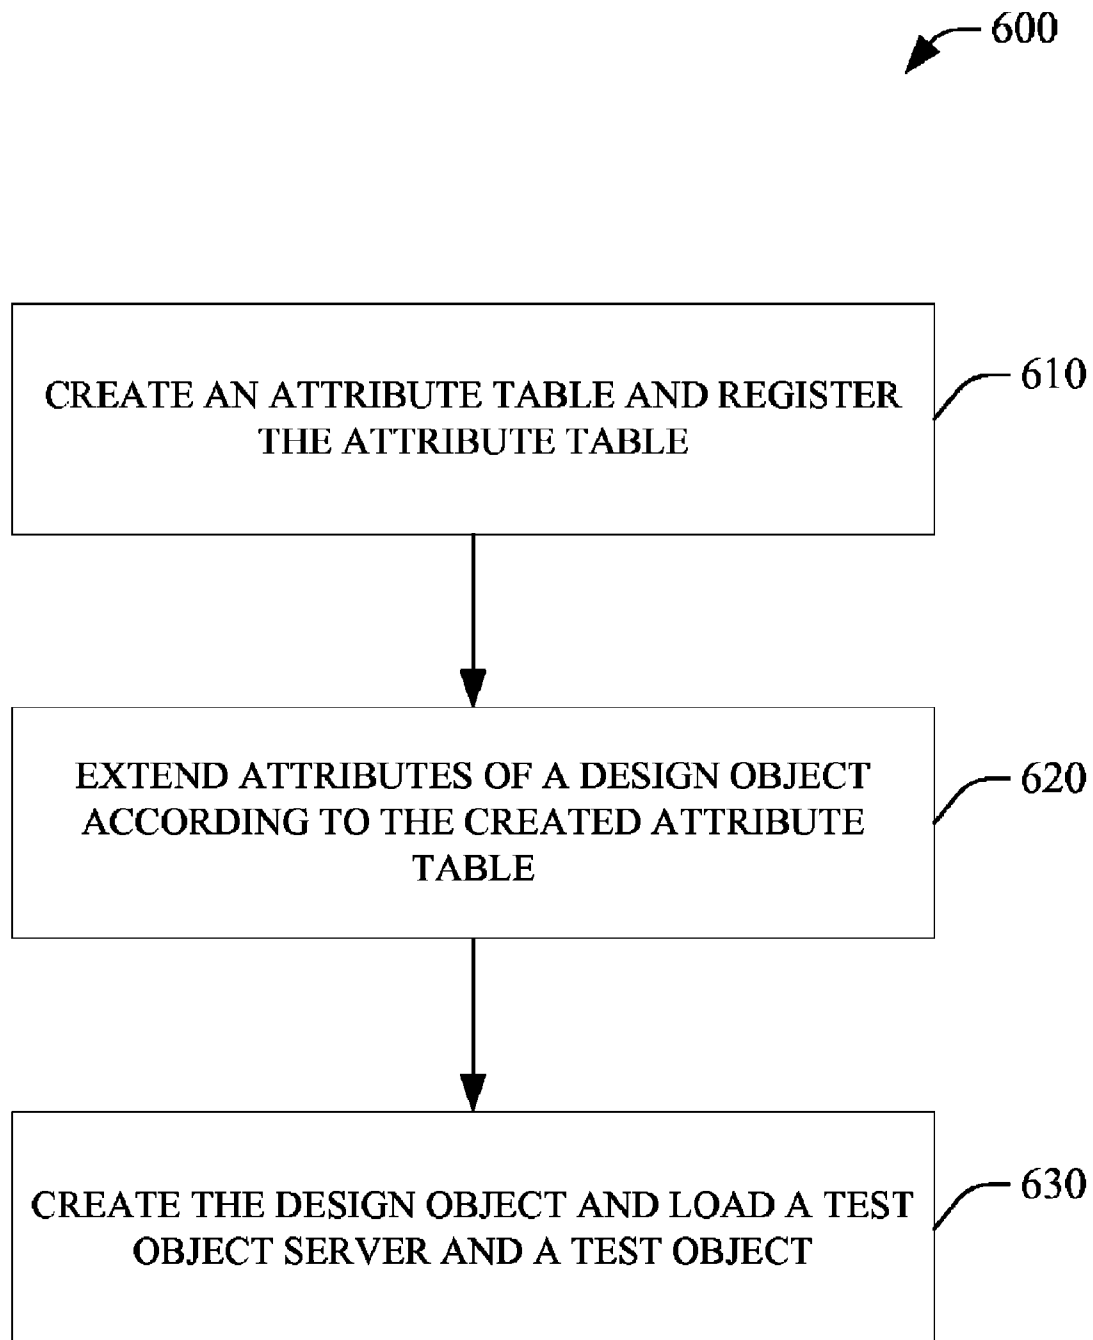 600
CREATE AN ATTRIBUTE TABLE AND REGISTER
THE ATTRIBUTE TABLE
610
EXTEND ATTRIBUTES OF A DESIGN OBJECT
ACCORDING TO THE CREATED ATTRIBUTE
TABLE
620
CREATE THE DESIGN OBJECT AND LOAD A TEST
OBJECT SERVER AND A TEST OBJECT
630